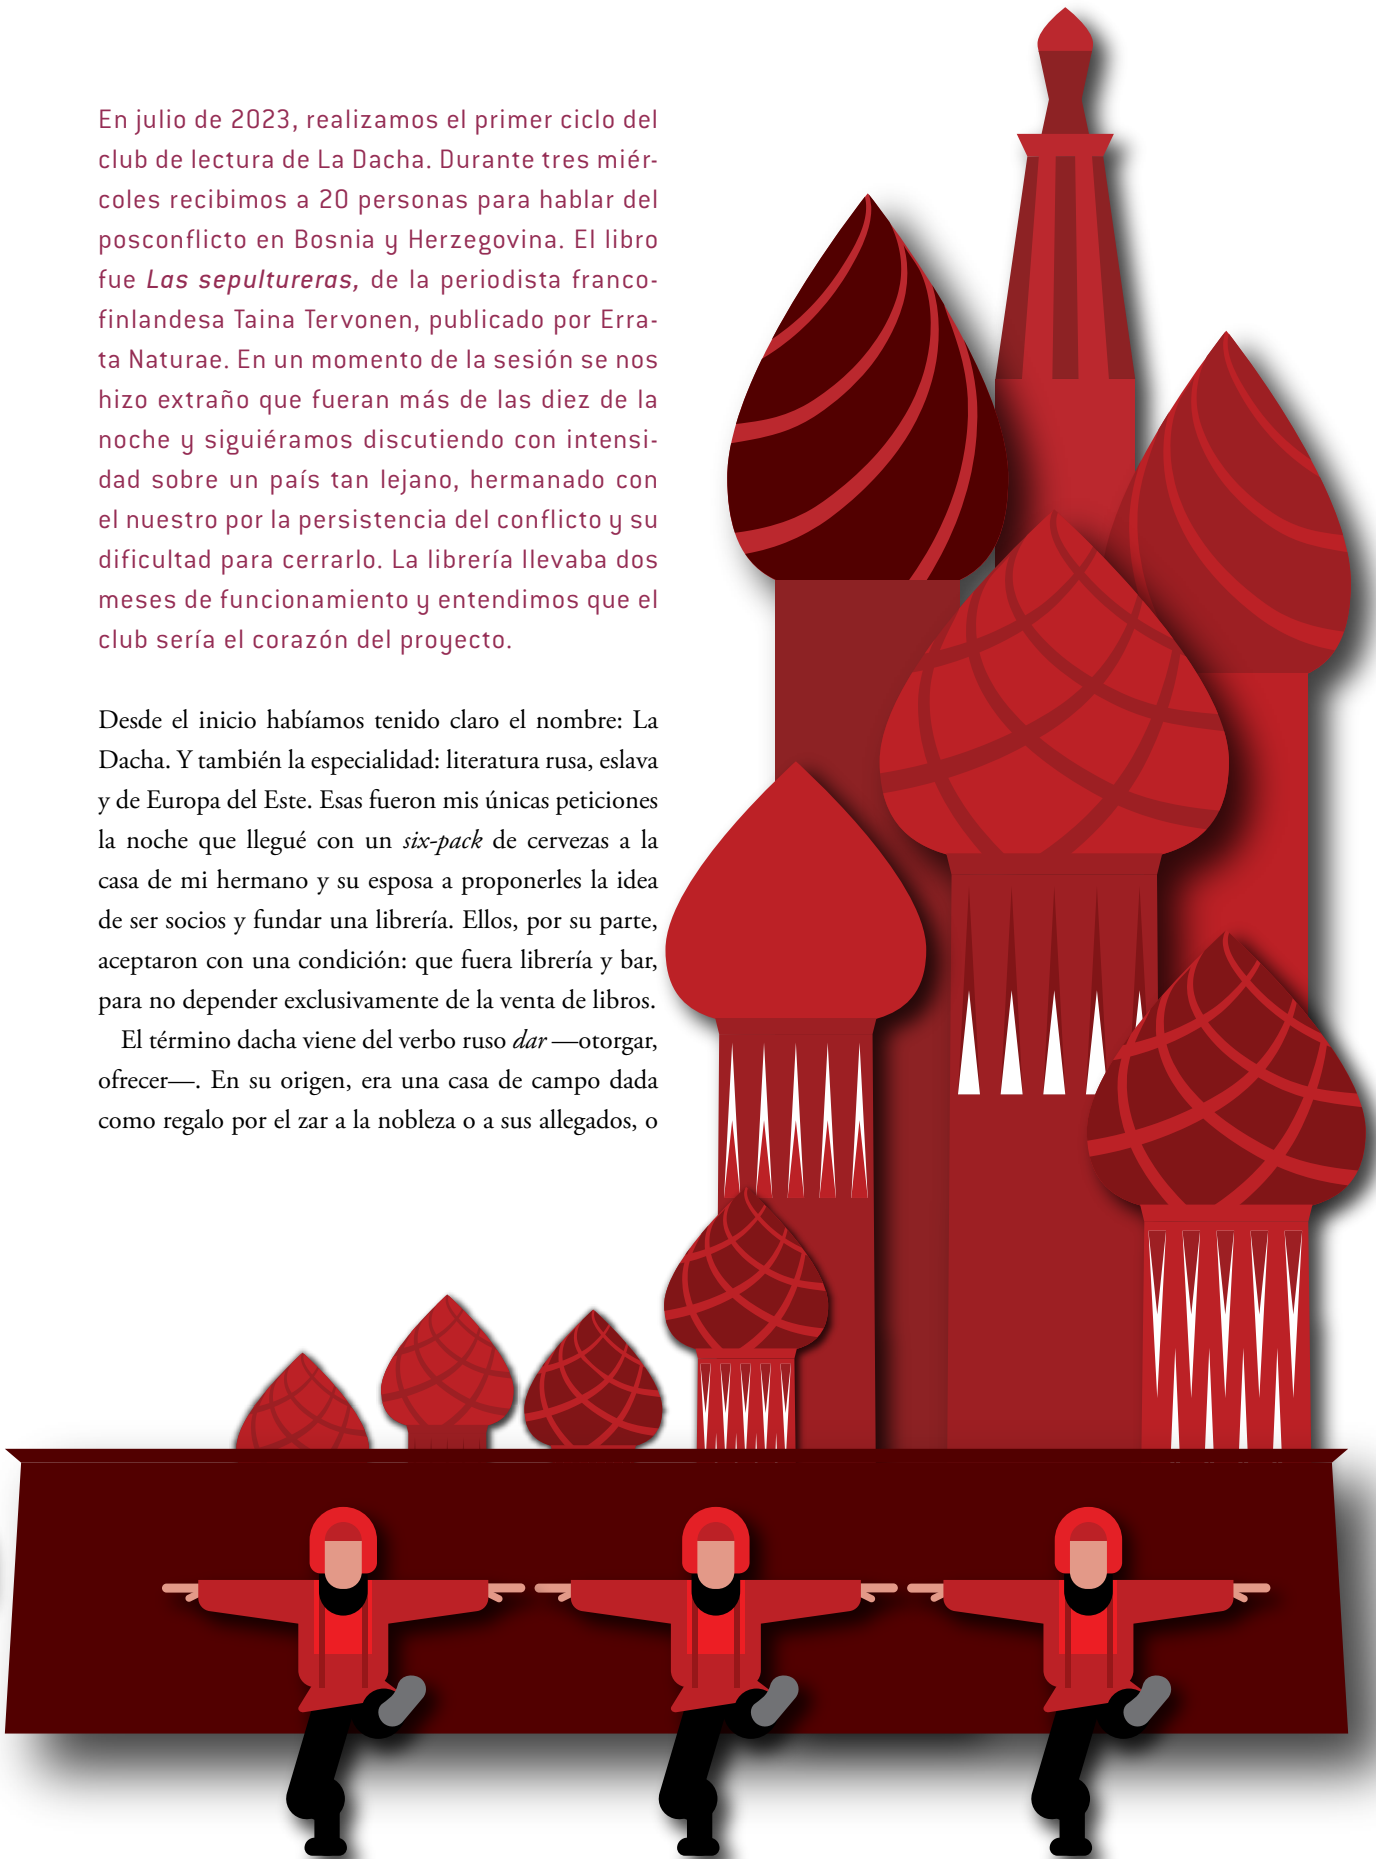 En julio de 2023, realizamos el primer ciclo del
club de lectura de La Dacha. Durante tres miér-
coles recibimos a 20 personas para hablar del
posconflicto en Bosnia y Herzegovina. El libro
fue Las sepultureras, de la periodista franco-
finlandesa Taina Tervonen, publicado por Erra-
ta Naturae. En un momento de la sesión se nos
hizo extraño que fueran más de las diez de la
noche y siguiéramos discutiendo con intensi-
dad sobre un país tan lejano, hermanado con
el nuestro por la persistencia del conflicto y su
dificultad para cerrarlo. La librería llevaba dos
meses de funcionamiento y entendimos que el
club sería el corazón del proyecto.
Desde el inicio habíamos tenido claro el nombre: La
Dacha. Y también la especialidad: literatura rusa, eslava
y de Europa del Este. Esas fueron mis únicas peticiones
la noche que llegué con un six-pack de cervezas a la
casa de mi hermano y su esposa a proponerles la idea
de ser socios y fundar una librería. Ellos, por su parte,
aceptaron con una condición: que fuera librería y bar,
para no depender exclusivamente de la venta de libros.
El término dacha viene del verbo ruso dar —otorgar,
ofrecer—. En su origen, era una casa de campo dada
como regalo por el zar a la nobleza o a sus allegados, o